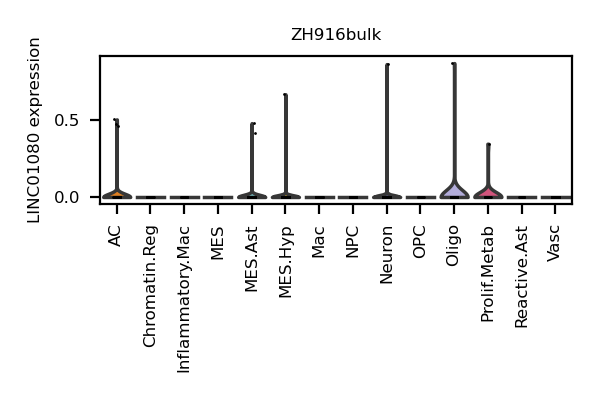 ZH916bulk
LINC01080 expression
0.5
0.0
AC
Chromatin.Reg
Inflammatory.Mac
MES
MES.Ast
MES.Hyp
Mac
NPC
Neuron
OPC
Oligo
Prolif.Metab
Reactive.Ast
Vasc